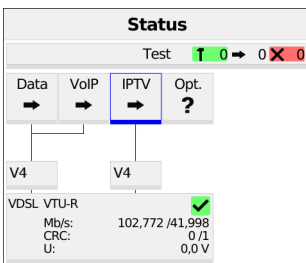 Status
Test 0 ➡ 0 ✕ 0
Data VoIP IPTV Opt.
➡ ➡ ➡ ?
V4 V4
VDSL VTU-R
Mb/s: 102,772 /41,998
CRC: 0 /1
U: 0,0 V